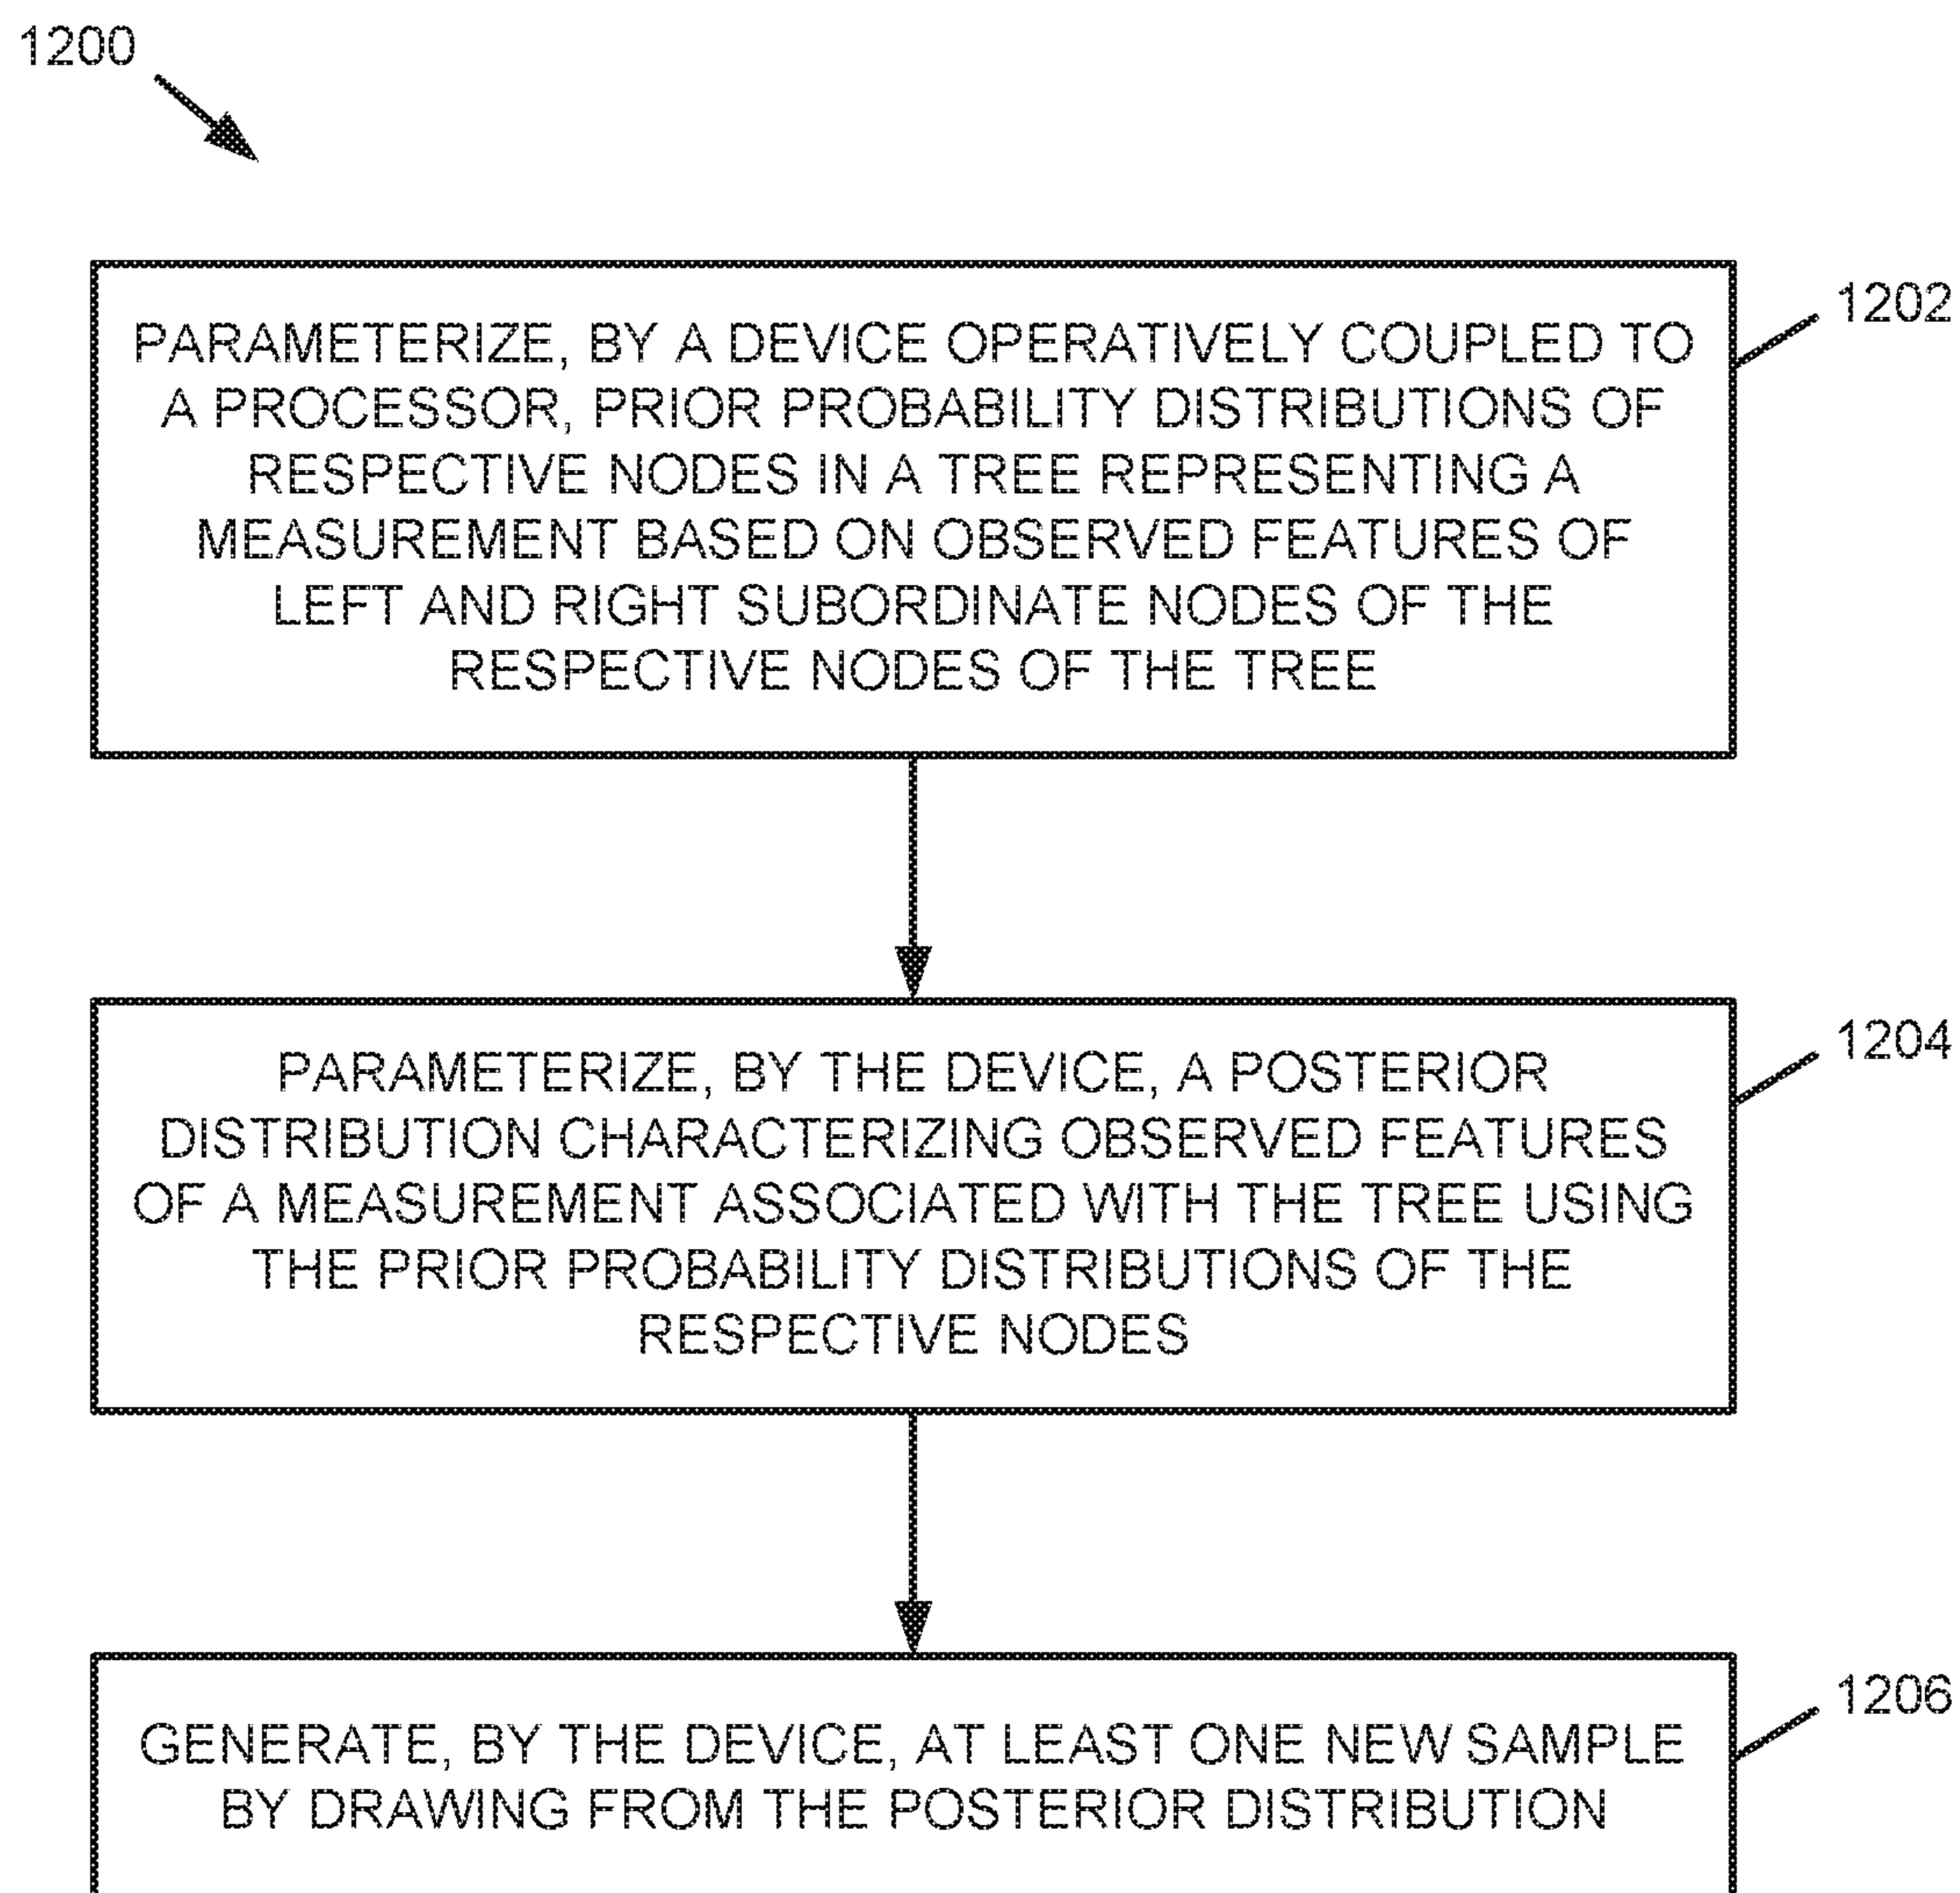 1200
PARAMETERIZE, BY A DEVICE OPERATIVELY COUPLED TO
A PROCESSOR, PRIOR PROBABILITY DISTRIBUTIONS OF
RESPECTIVE NODES IN A TREE REPRESENTING A
MEASUREMENT BASED ON OBSERVED FEATURES OF
LEFT AND RIGHT SUBORDINATE NODES OF THE
RESPECTIVE NODES OF THE TREE
1202
PARAMETERIZE, BY THE DEVICE, A POSTERIOR
DISTRIBUTION CHARACTERIZING OBSERVED FEATURES
OF A MEASUREMENT ASSOCIATED WITH THE TREE USING
THE PRIOR PROBABILITY DISTRIBUTIONS OF THE
RESPECTIVE NODES
1204
GENERATE, BY THE DEVICE, AT LEAST ONE NEW SAMPLE
BY DRAWING FROM THE POSTERIOR DISTRIBUTION
1206